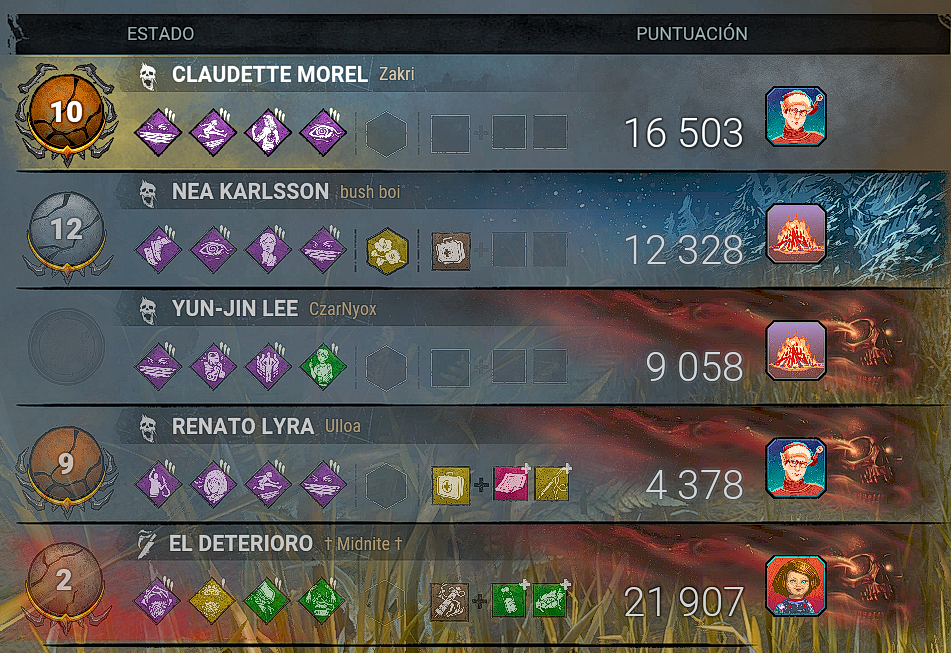 ESTADO PUNTUACIÓN
CLAUDETTE MOREL Zakri
10
16 503
NEA KARLSSON bush boi
12
12 328
YUN-JIN LEE CzarNyox
9 058
RENATO LYRA Ulloa
9
4 378
EL DETERIORO † Midnite †
2
21 907